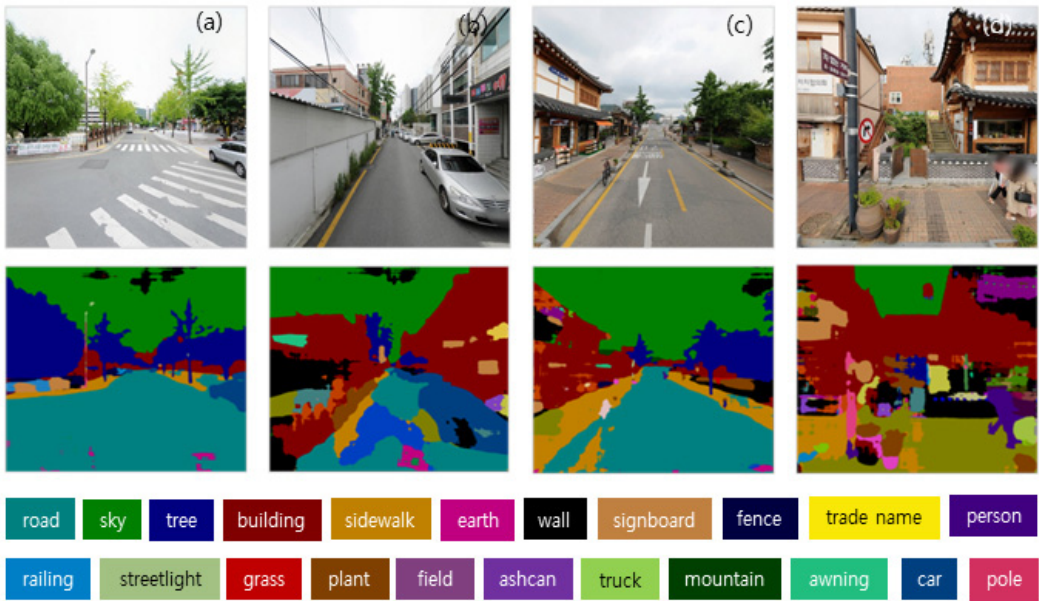 (a) (b) (c) (d)
road sky tree building sidewalk earth wall signboard fence trade name person
railing streetlight grass plant field ashcan truck mountain awning car pole